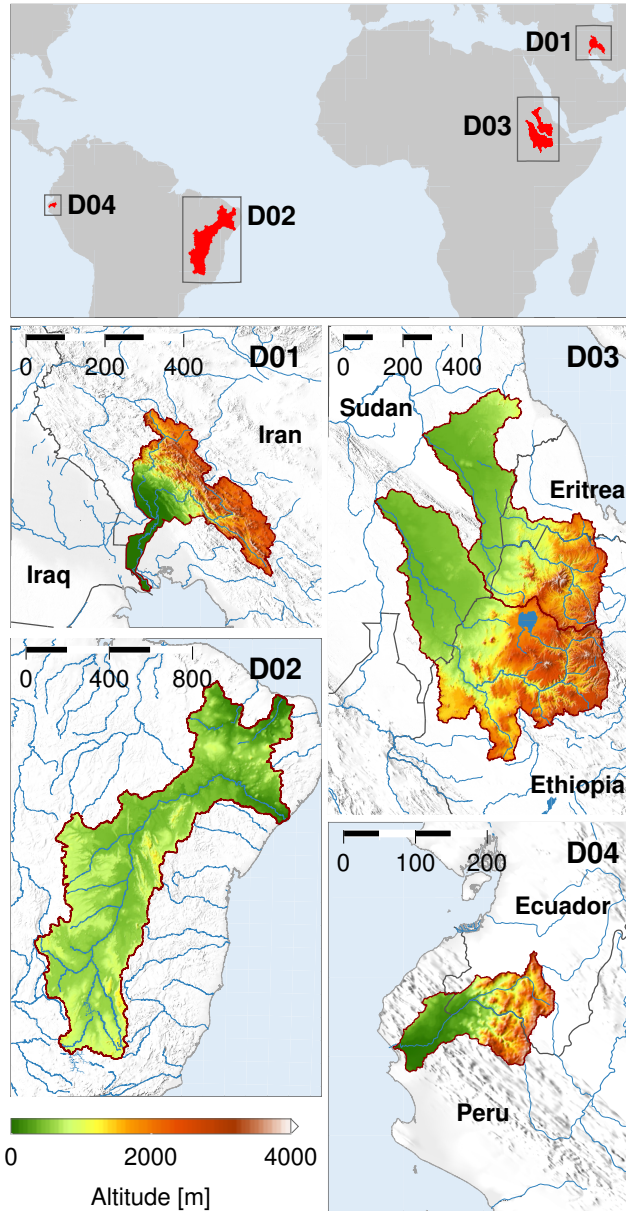 D01
D03
D04
D02
0 200 400
D01
Iran
Iraq
0 200 400
D03
Sudan
Eritrea
Ethiopia
0 400 800
D02
0 100 200
D04
Ecuador
Peru
0 2000 4000
Altitude [m]